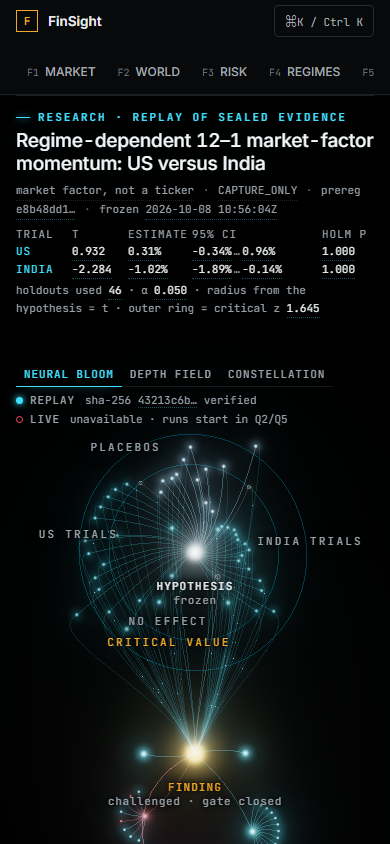 F FinSight ⌘K / Ctrl K
F1 MARKET F2 WORLD F3 RISK F4 REGIMES F5
RESEARCH · REPLAY OF SEALED EVIDENCE
Regime-dependent 12–1 market-factor
momentum: US versus India
market factor, not a ticker · CAPTURE_ONLY · prereg
e8b48dd1… · frozen 2026-10-08 10:56:04Z
TRIAL T ESTIMATE 95% CI HOLM P
US 0.932 0.31% -0.34%…0.96% 1.000
INDIA -2.284 -1.02% -1.89%…-0.14% 1.000
holdouts used 46 · α 0.050 · radius from the
hypothesis = t · outer ring = critical z 1.645
NEURAL BLOOM DEPTH FIELD CONSTELLATION
REPLAY sha-256 43213c6b… verified
LIVE unavailable · runs start in Q2/Q5
PLACEBOS
US TRIALS
INDIA TRIALS
HYPOTHESIS
frozen
NO EFFECT
CRITICAL VALUE
FINDING
challenged · gate closed